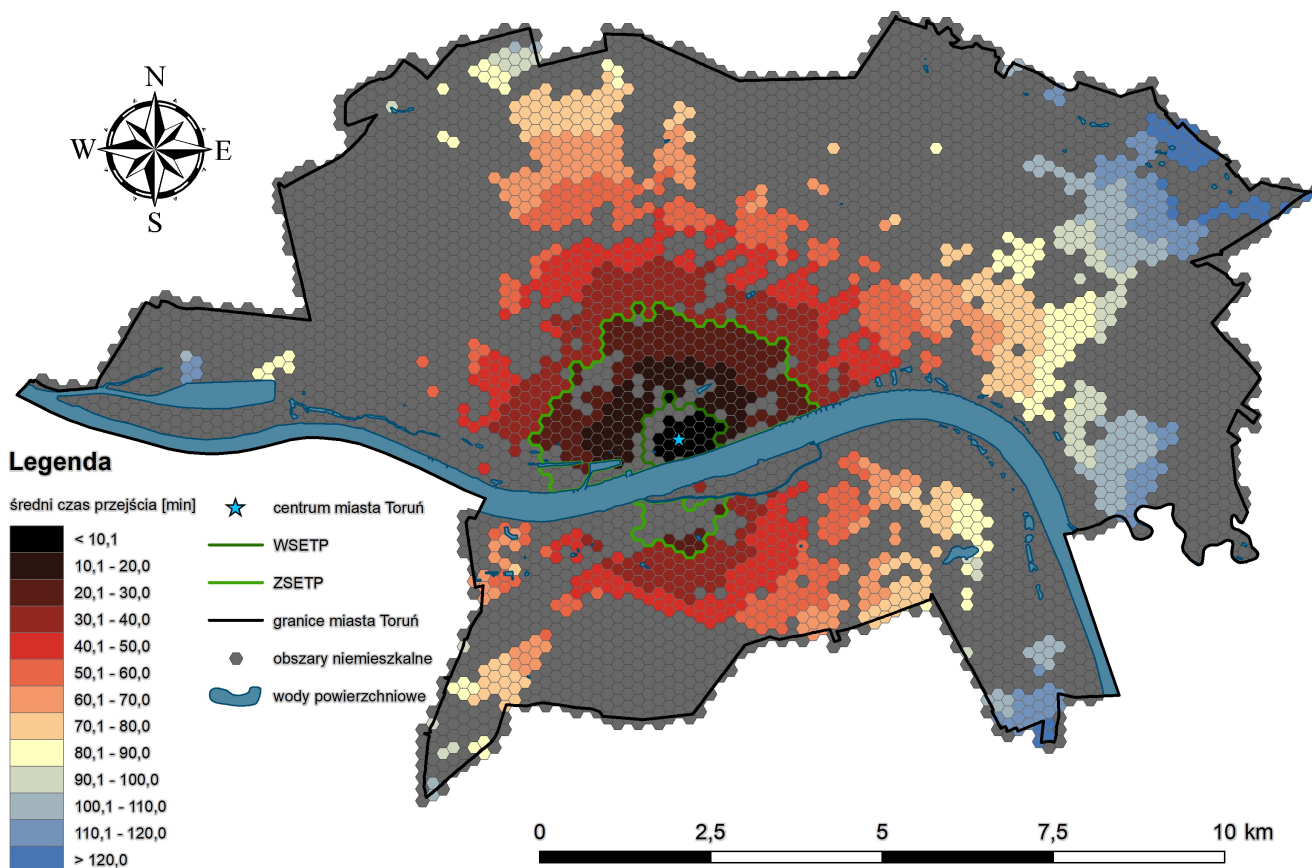 N
W E
S
Legenda
średni czas przejścia [min]
< 10,1
10,1 - 20,0
20,1 - 30,0
30,1 - 40,0
40,1 - 50,0
50,1 - 60,0
60,1 - 70,0
70,1 - 80,0
80,1 - 90,0
90,1 - 100,0
100,1 - 110,0
110,1 - 120,0
> 120,0
centrum miasta Toruń
WSETP
ZSETP
granice miasta Toruń
obszary niemieszkalne
wody powierzchniowe
0 2,5 5 7,5 10 km